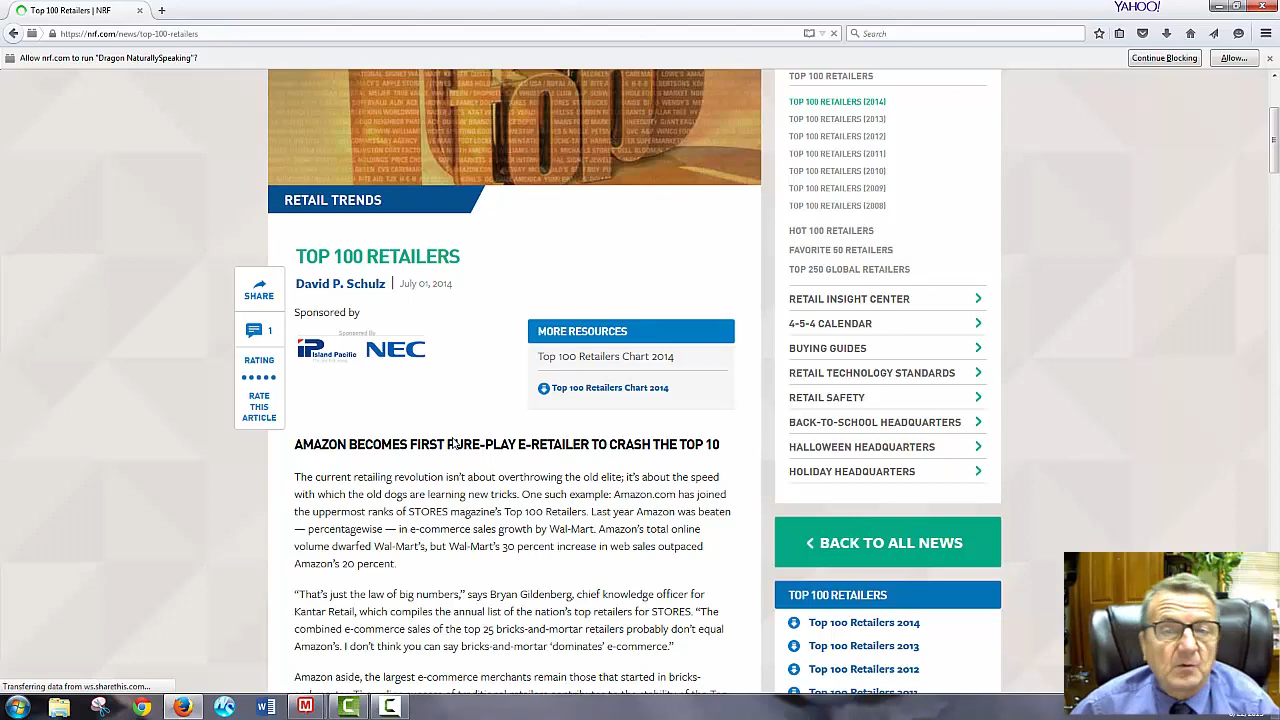 Top 100 Retailers | NRF
YAHOO!
https://nrf.com/news/top-100-retailers
Search
Allow nrf.com to run "Dragon NaturallySpeaking"?
Continue Blocking
Allow...
RETAIL TRENDS
TOP 100 RETAILERS
David P. Schulz | July 01, 2014
Sponsored by
Sponsored By
Island Pacific NEC
SHARE
1
RATING
RATE
THIS
ARTICLE
MORE RESOURCES
Top 100 Retailers Chart 2014
Top 100 Retailers Chart 2014
AMAZON BECOMES FIRST PURE-PLAY E-RETAILER TO CRASH THE TOP 10
The current retailing revolution isn't about overthrowing the old elite; it's about the speed
with which the old dogs are learning new tricks. One such example: Amazon.com has joined
the uppermost ranks of STORES magazine's Top 100 Retailers. Last year Amazon was beaten
— percentagewise — in e-commerce sales growth by Wal-Mart. Amazon's total online
volume dwarfed Wal-Mart's, but Wal-Mart's 30 percent increase in web sales outpaced
Amazon's 20 percent.
"That's just the law of big numbers," says Bryan Gildenberg, chief knowledge officer for
Kantar Retail, which compiles the annual list of the nation's top retailers for STORES. "The
combined e-commerce sales of the top 25 bricks-and-mortar retailers probably don't equal
Amazon's. I don't think you can say bricks-and-mortar 'dominates' e-commerce."
Amazon aside, the largest e-commerce merchants remain those that started in bricks-
TOP 100 RETAILERS
TOP 100 RETAILERS (2014)
TOP 100 RETAILERS (2013)
TOP 100 RETAILERS (2012)
TOP 100 RETAILERS (2011)
TOP 100 RETAILERS (2010)
TOP 100 RETAILERS (2009)
TOP 100 RETAILERS (2008)
HOT 100 RETAILERS
FAVORITE 50 RETAILERS
TOP 250 GLOBAL RETAILERS
RETAIL INSIGHT CENTER
4-5-4 CALENDAR
BUYING GUIDES
RETAIL TECHNOLOGY STANDARDS
RETAIL SAFETY
BACK-TO-SCHOOL HEADQUARTERS
HALLOWEEN HEADQUARTERS
HOLIDAY HEADQUARTERS
BACK TO ALL NEWS
TOP 100 RETAILERS
Top 100 Retailers 2014
Top 100 Retailers 2013
Top 100 Retailers 2012
Top 100 Retailers 2011
Transferring data from ws.sharethis.com...